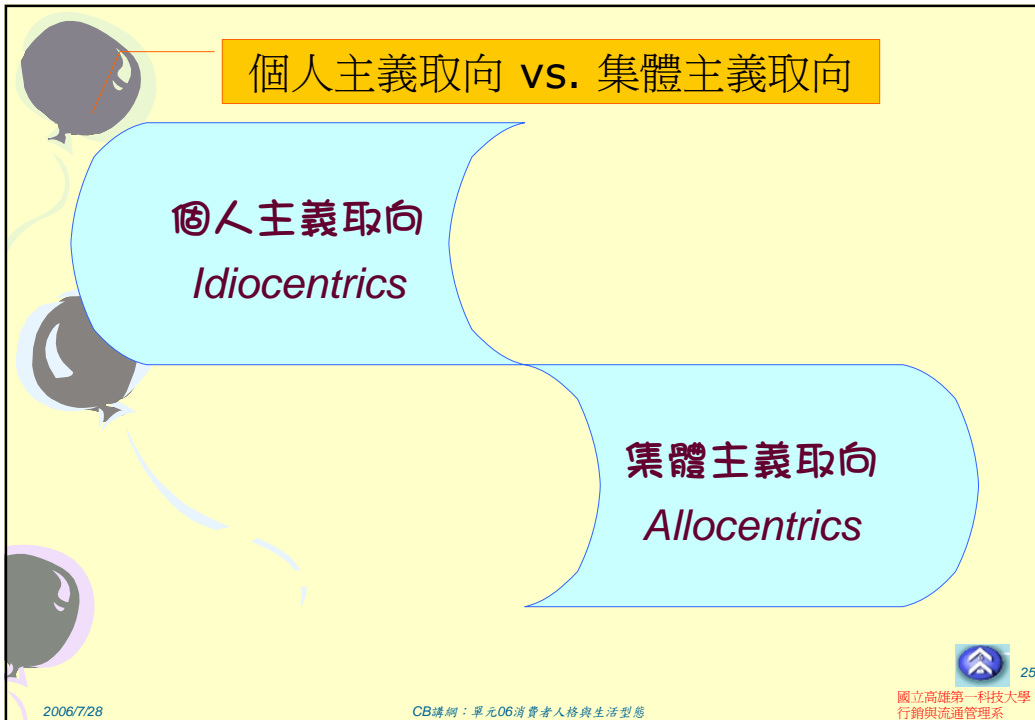 個人主義取向 vs. 集體主義取向
個人主義取向
Idiocentrics
集體主義取向
Allocentrics
25
2006/7/28
CB講綱：單元06消費者人格與生活型態
國立高雄第一科技大學
行銷與流通管理系